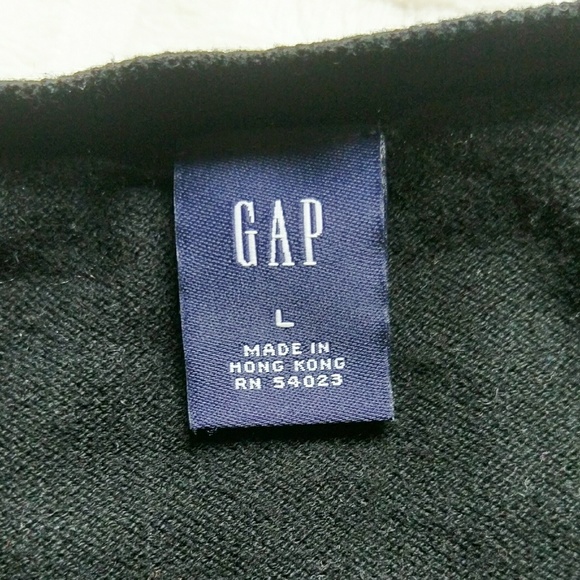 GAP
L
MADE IN
HONG KONG
RN 54023